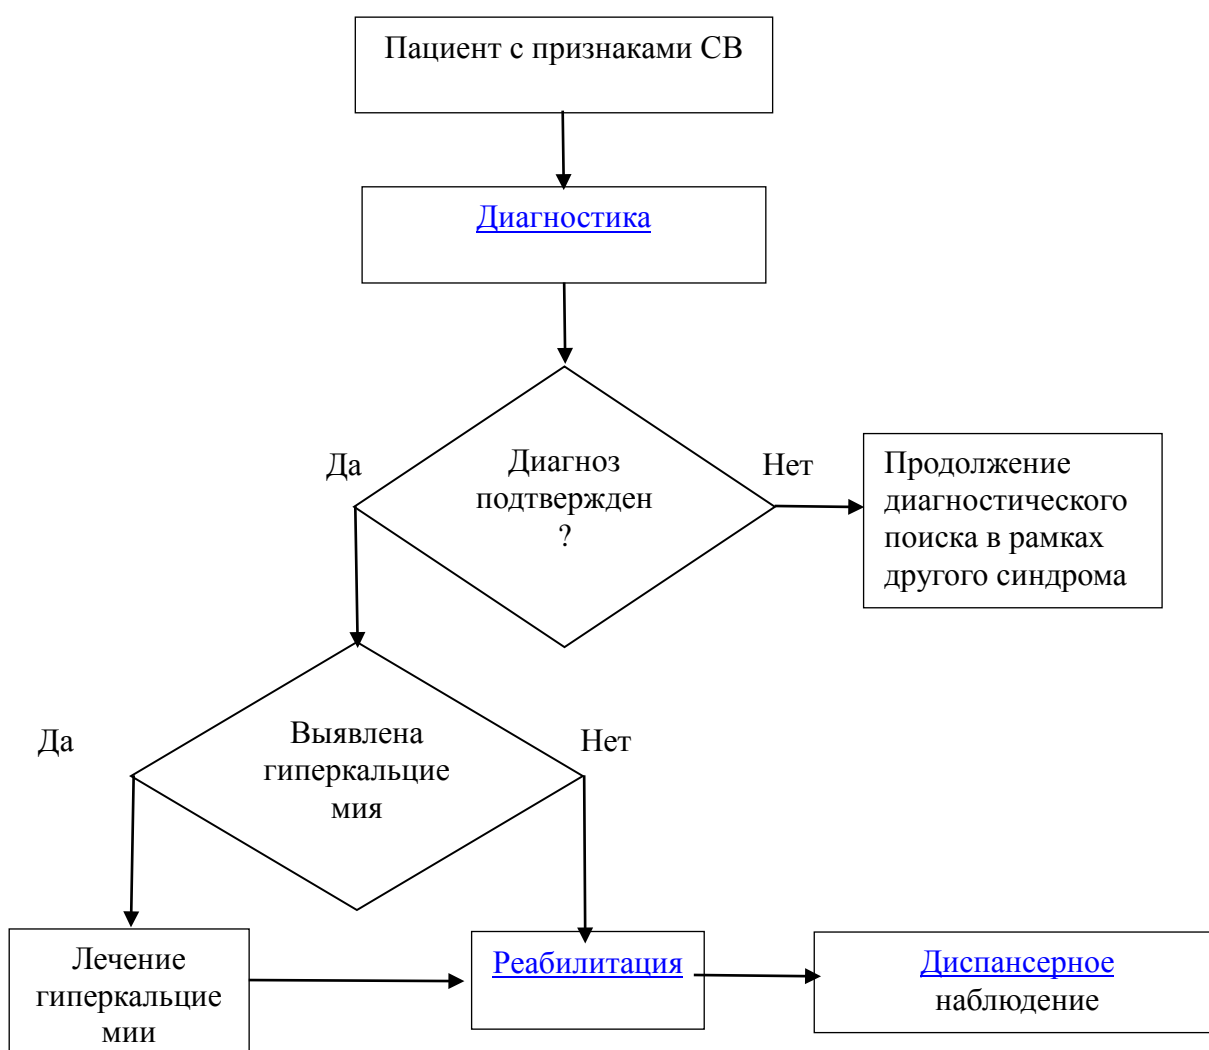 Пациент с признаками СВ
Диагностика
Да
Диагноз
подтвержден
?
Нет
Продолжение
диагностического
поиска в рамках
другого синдрома
Да
Выявлена
гиперкальцие
мия
Нет
Лечение
гиперкальцие
мии
Реабилитация
Диспансерное
наблюдение